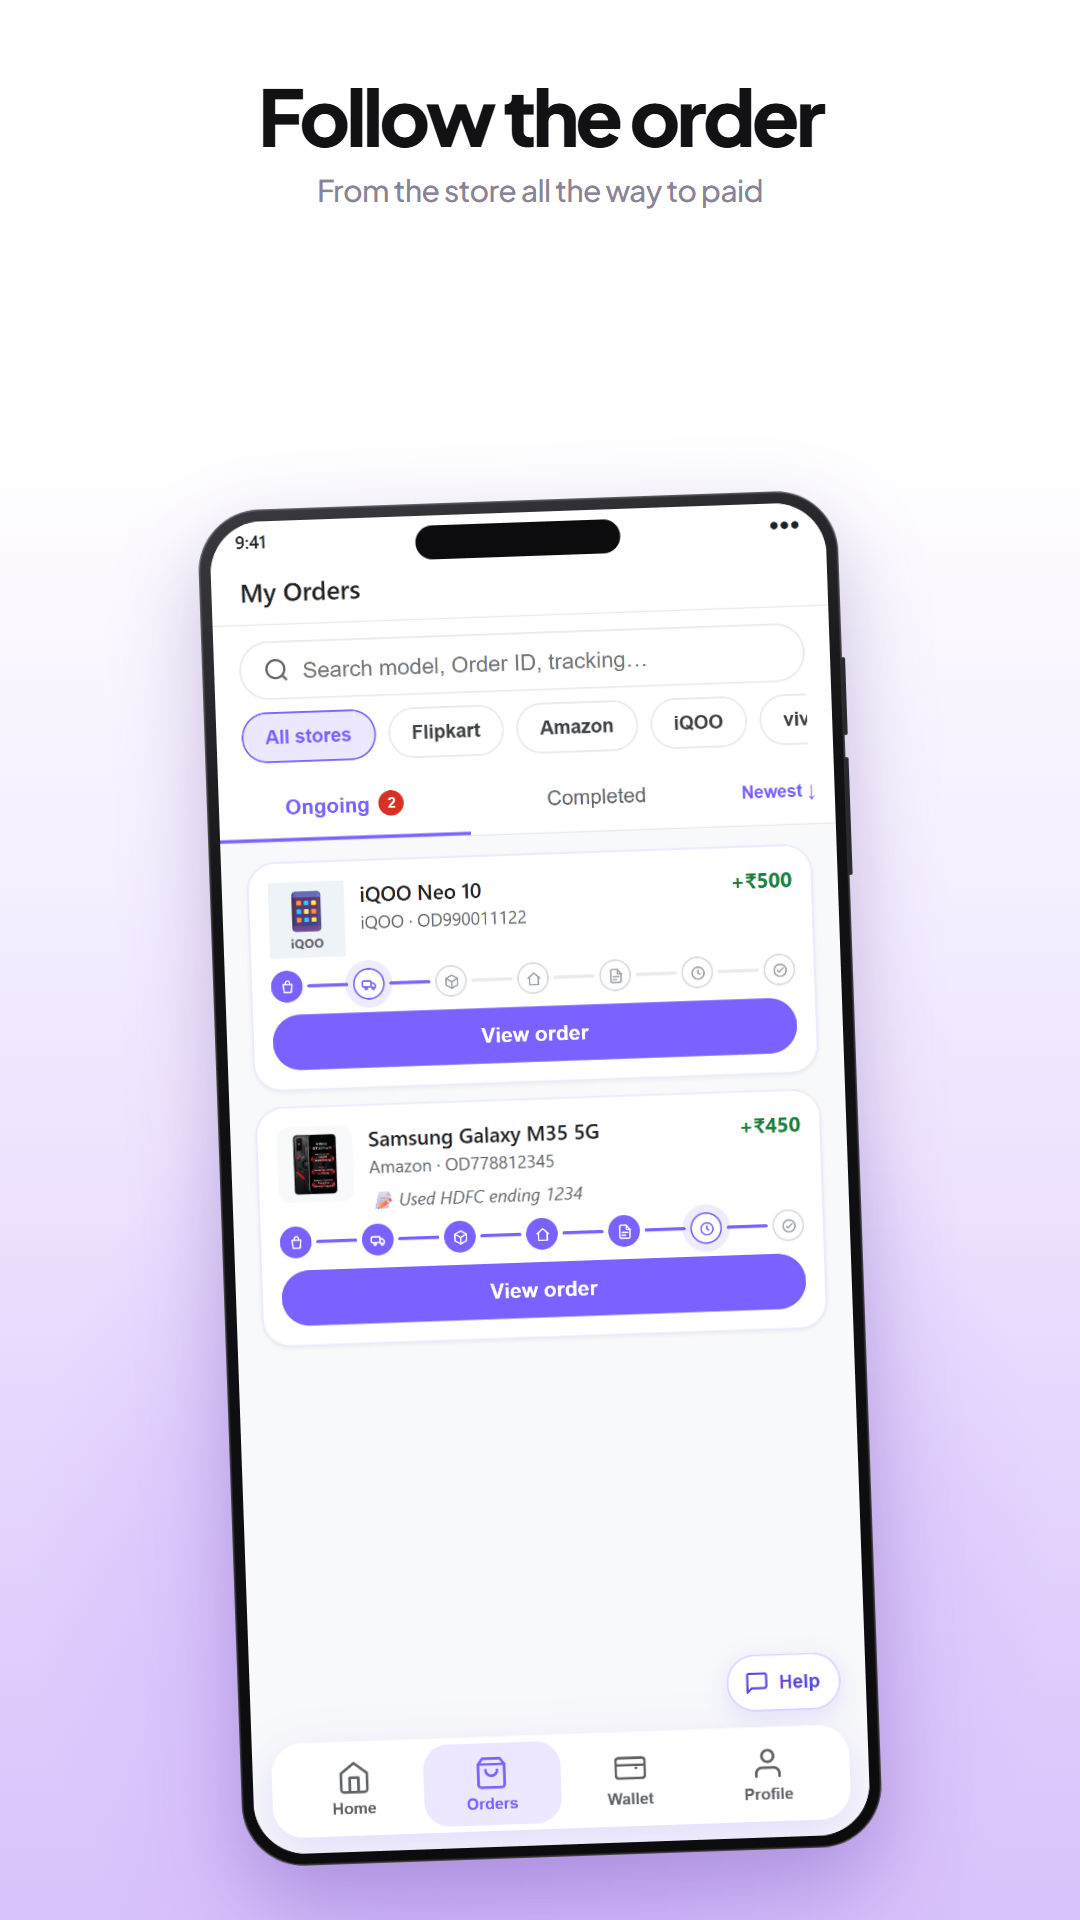 Follow the order
From the store all the way to paid
9:41
My Orders
Search model, Order ID, tracking...
All stores
Flipkart
Amazon
iQOO
viv
Ongoing 2
Completed
Newest ↓
iQOO Neo 10
+₹500
iQOO · OD990011122
iQOO
View order
Samsung Galaxy M35 5G
+₹450
Amazon · OD778812345
Used HDFC ending 1234
View order
Help
Home
Orders
Wallet
Profile